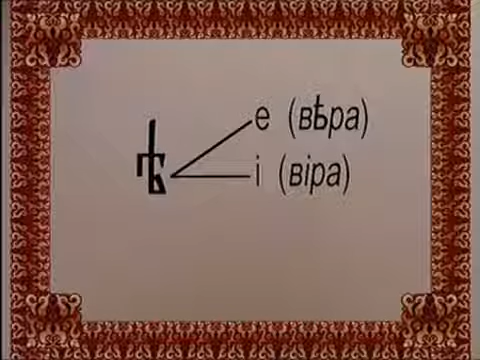 ѣ
е (вѣра)
і (віра)